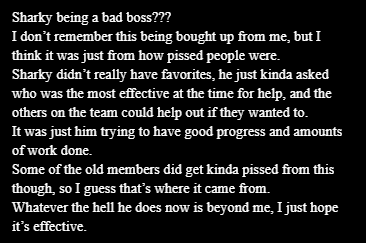 Sharky being a bad boss???
I don’t remember this being bought up from me, but I
think it was just from how pissed people were.
Sharky didn’t really have favorites, he just kinda asked
who was the most effective at the time for help, and the
others on the team could help out if they wanted to.
It was just him trying to have good progress and amounts
of work done.
Some of the old members did get kinda pissed from this
though, so I guess that’s where it came from.
Whatever the hell he does now is beyond me, I just hope
it’s effective.